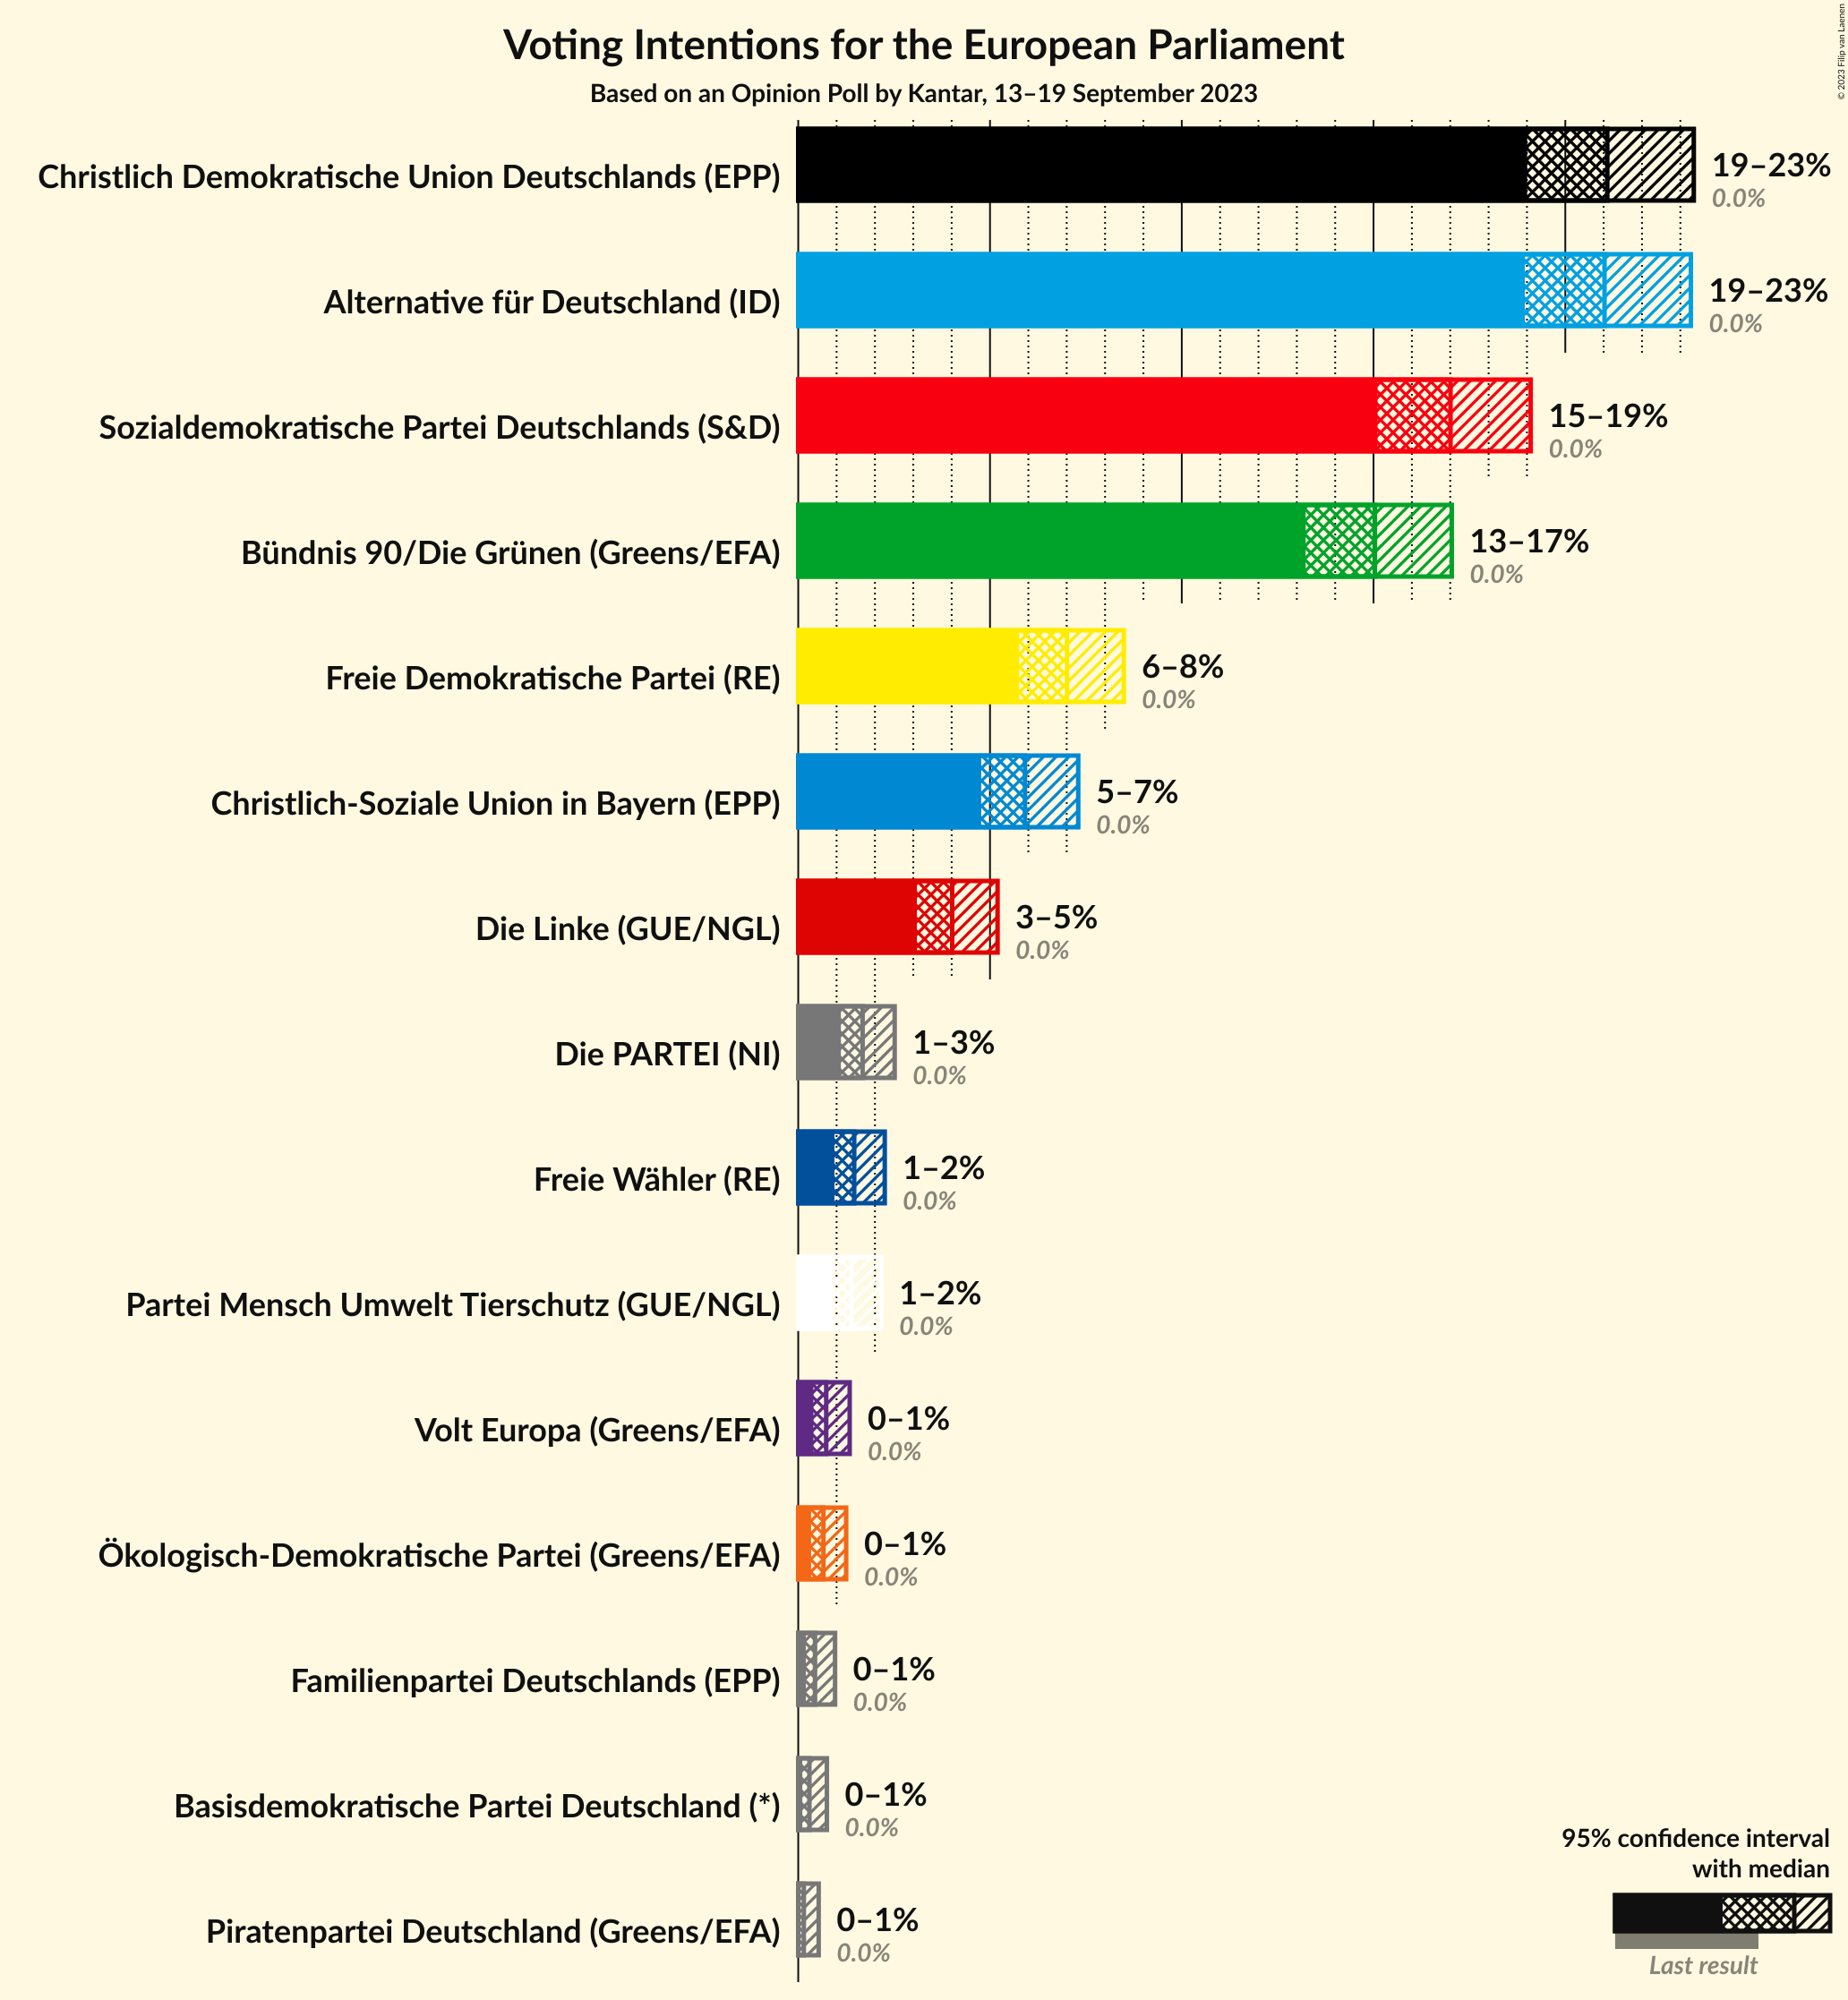 Voting Intentions for the European Parliament
Based on an Opinion Poll by Kantar, 13–19 September 2023
© 2023 Filip van Laenen
Christlich Demokratische Union Deutschlands (EPP)
19–23%
0.0%
Alternative für Deutschland (ID)
19–23%
0.0%
Sozialdemokratische Partei Deutschlands (S&D)
15–19%
0.0%
Bündnis 90/Die Grünen (Greens/EFA)
13–17%
0.0%
Freie Demokratische Partei (RE)
6–8%
0.0%
Christlich-Soziale Union in Bayern (EPP)
5–7%
0.0%
Die Linke (GUE/NGL)
3–5%
0.0%
Die PARTEI (NI)
1–3%
0.0%
Freie Wähler (RE)
1–2%
0.0%
Partei Mensch Umwelt Tierschutz (GUE/NGL)
1–2%
0.0%
Volt Europa (Greens/EFA)
0–1%
0.0%
Ökologisch-Demokratische Partei (Greens/EFA)
0–1%
0.0%
Familienpartei Deutschlands (EPP)
0–1%
0.0%
Basisdemokratische Partei Deutschland (*)
0–1%
0.0%
Piratenpartei Deutschland (Greens/EFA)
0–1%
0.0%
95% confidence interval
with median
Last result